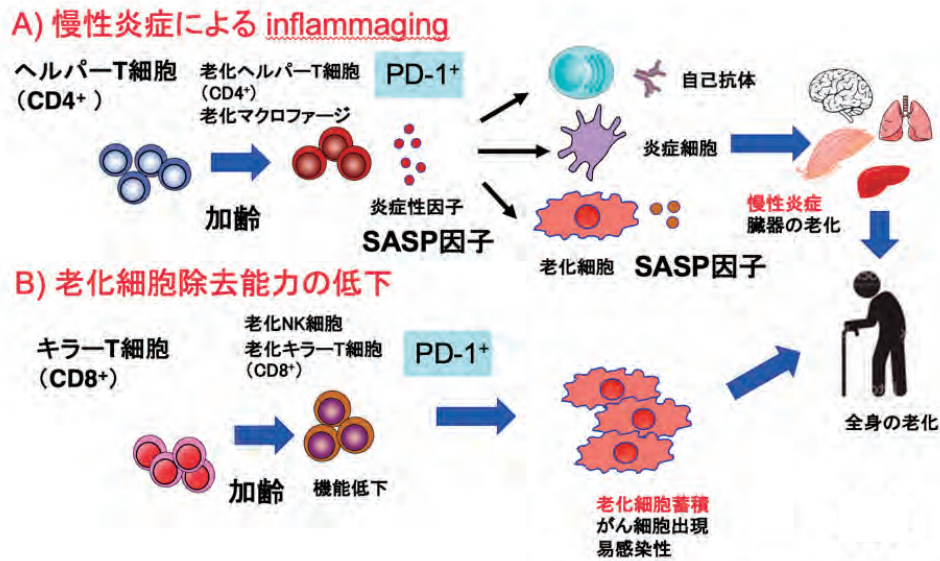 A) 慢性炎症による inflammaging
ヘルパーT細胞
（CD4⁺）
老化ヘルパーT細胞
（CD4⁺）
老化マクロファージ
PD-1⁺
加齢
炎症性因子
SASP因子
自己抗体
炎症細胞
老化細胞 SASP因子
慢性炎症
臓器の老化
B) 老化細胞除去能力の低下
キラーT細胞
（CD8⁺）
老化NK細胞
老化キラーT細胞
（CD8⁺）
PD-1⁺
加齢
機能低下
老化細胞蓄積
がん細胞出現
易感染性
全身の老化